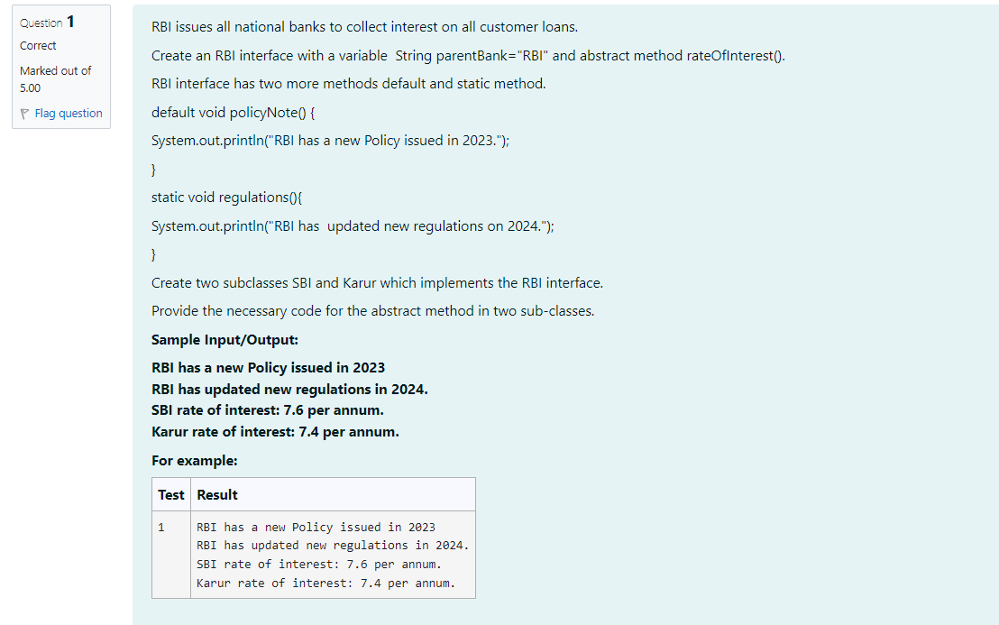 Question 1
Correct
Marked out of
5.00
Flag question
RBI issues all national banks to collect interest on all customer loans.
Create an RBI interface with a variable  String parentBank="RBI" and abstract method rateOfInterest().
RBI interface has two more methods default and static method.
default void policyNote() {
System.out.println("RBI has a new Policy issued in 2023.");
}
static void regulations(){
System.out.println("RBI has  updated new regulations on 2024.");
}
Create two subclasses SBI and Karur which implements the RBI interface.
Provide the necessary code for the abstract method in two sub-classes.
Sample Input/Output:
RBI has a new Policy issued in 2023
RBI has updated new regulations in 2024.
SBI rate of interest: 7.6 per annum.
Karur rate of interest: 7.4 per annum.
For example:
Test Result
1 RBI has a new Policy issued in 2023
RBI has updated new regulations in 2024.
SBI rate of interest: 7.6 per annum.
Karur rate of interest: 7.4 per annum.